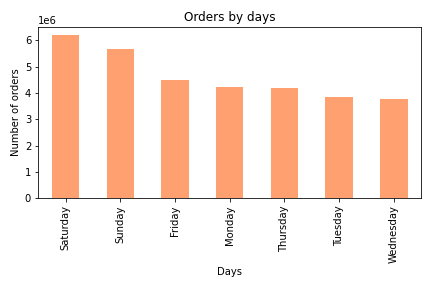 Orders by days
1e6
Number of orders
6
5
4
3
2
1
0
Saturday
Sunday
Friday
Monday
Thursday
Tuesday
Wednesday
Days